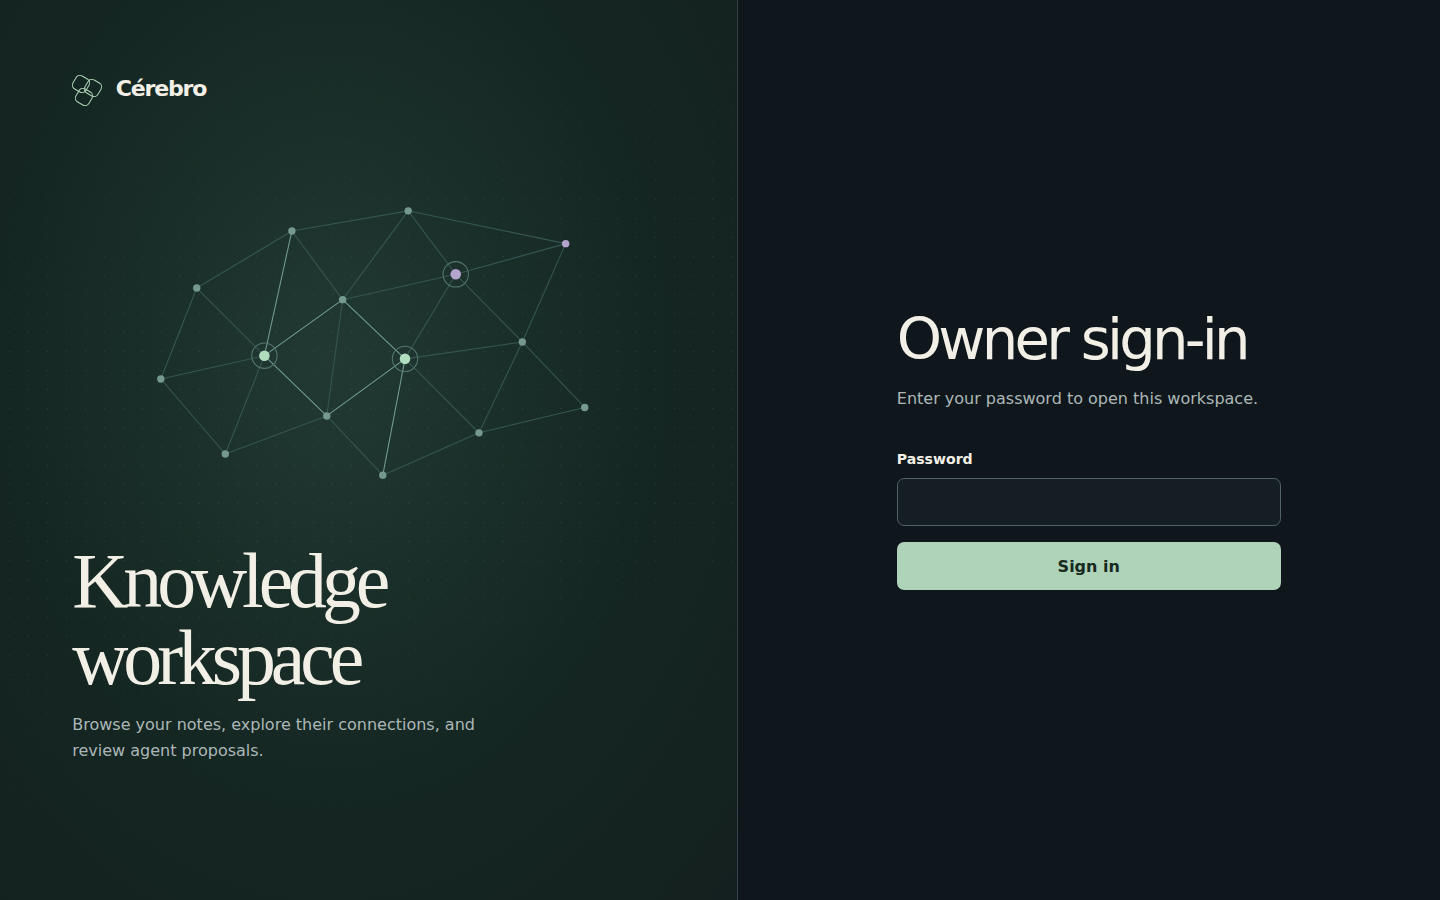 Cérebro
Knowledge
workspace
Browse your notes, explore their connections, and
review agent proposals.
Owner sign-in
Enter your password to open this workspace.
Password
Sign in